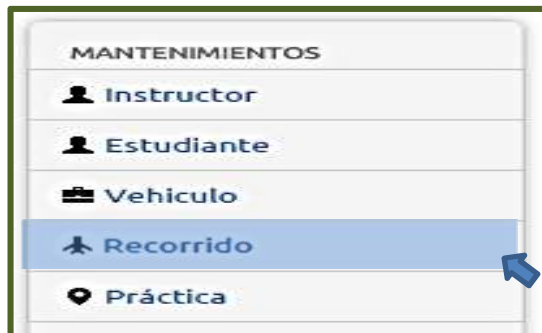 MANTENIMIENTOS
Instructor
Estudiante
Vehiculo
Recorrido
Práctica